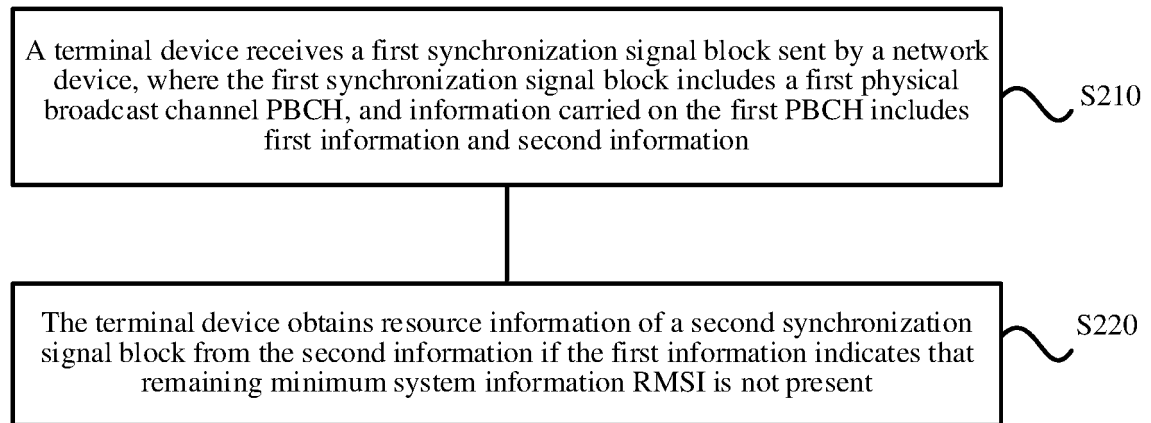 A terminal device receives a first synchronization signal block sent by a network
device, where the first synchronization signal block includes a first physical
broadcast channel PBCH, and information carried on the first PBCH includes
first information and second information
S210
The terminal device obtains resource information of a second synchronization
signal block from the second information if the first information indicates that
remaining minimum system information RMSI is not present
S220